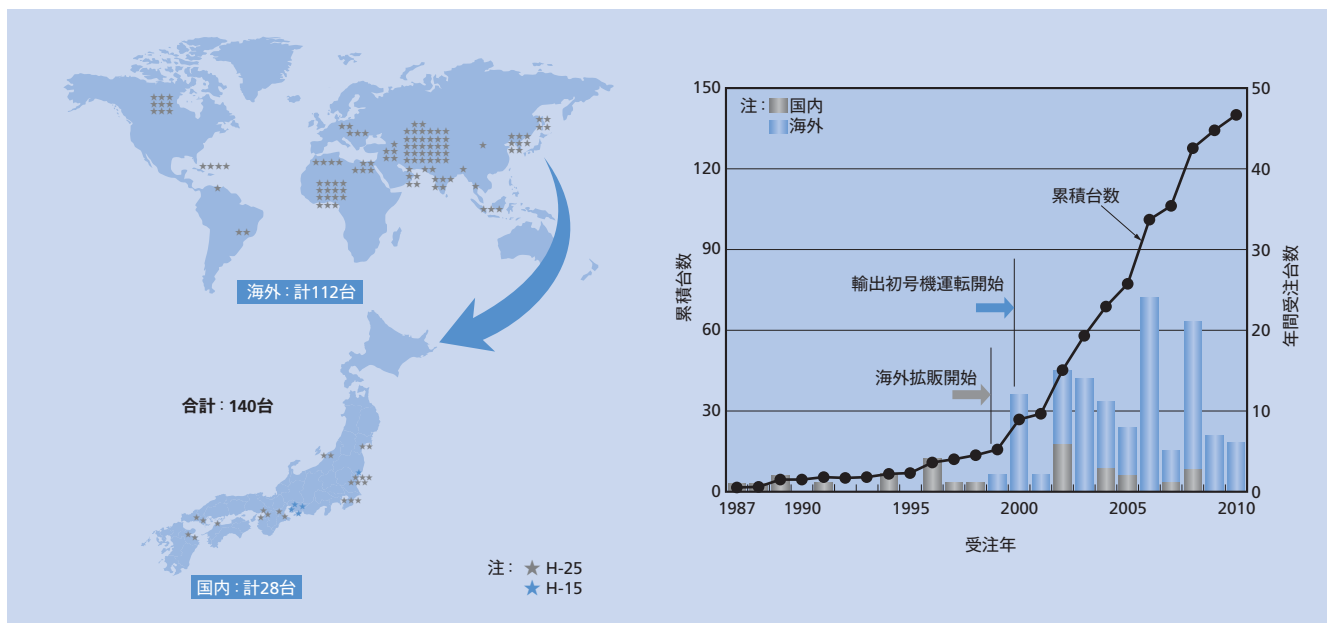 海外：計112台
合計：140台
国内：計28台
注： ★ H-25
★ H-15
150
120
90
60
30
0
累積台数
注： 国内
海外
累積台数
輸出初号機運転開始
海外拡販開始
50
40
30
20
10
0
年間受注台数
1987 1990 1995 2000 2005 2010
受注年